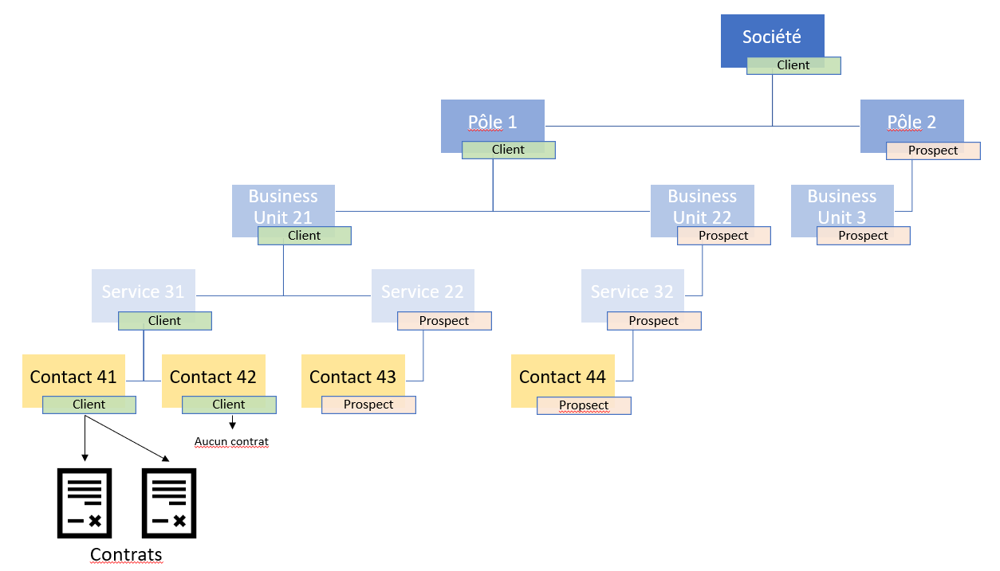 Société
Client
Pôle 1
Client
Pôle 2
Prospect
Business
Unit 21
Client
Business
Unit 22
Prospect
Business
Unit 3
Prospect
Service 31
Client
Service 22
Prospect
Service 32
Prospect
Contact 41
Client
Contact 42
Client
Contact 43
Prospect
Contact 44
Propsect
Aucun contrat
Contrats